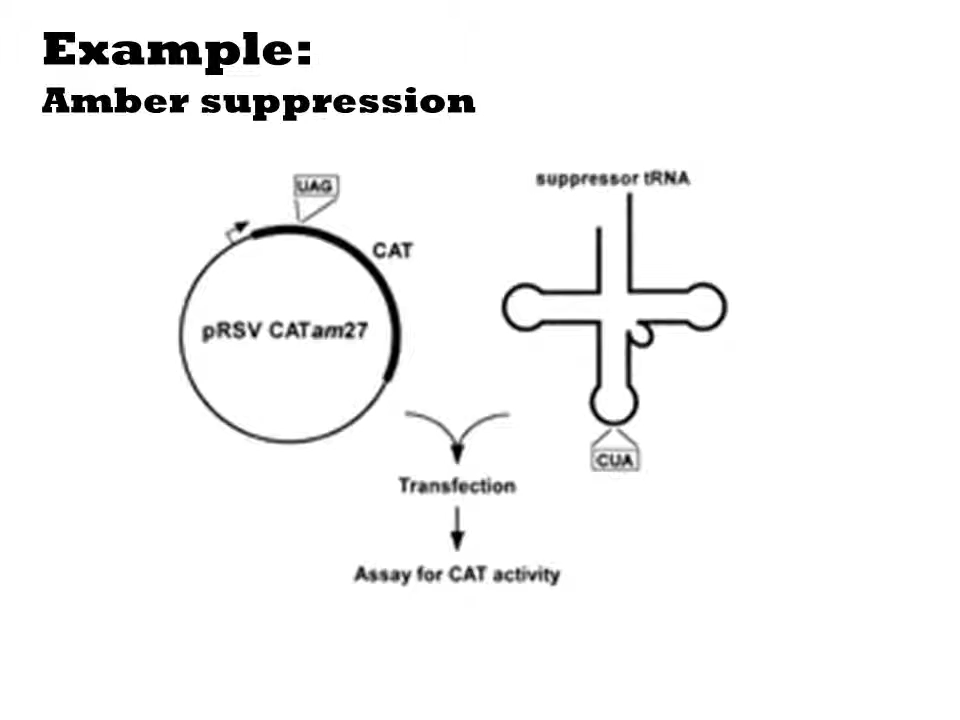 Example:
Amber suppression
UAG
suppressor tRNA
CAT
pRSV CATam27
CUA
Transfection
Assay for CAT activity